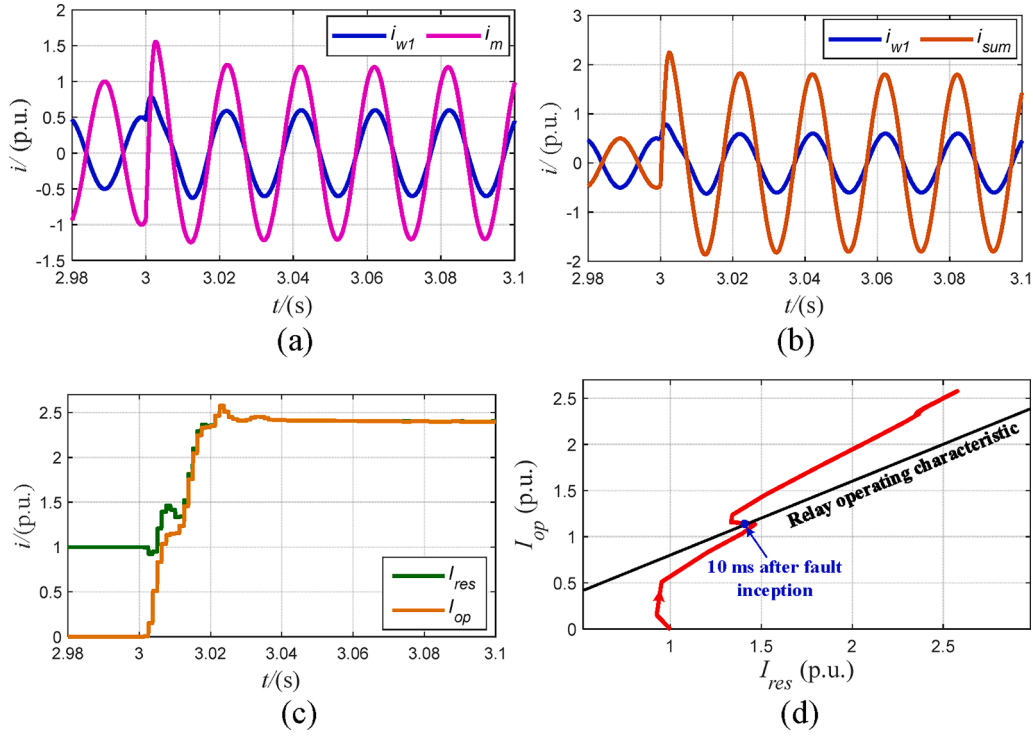 i_w1 i_m
1.5
1
0.5
0
-0.5
-1
-1.5
i/(p.u.)
2.98 3 3.02 3.04 3.06 3.08 3.1
t/(s)
(a)
i_w1 i_sum
3
2
1
0
-1
-2
i/(p.u.)
2.98 3 3.02 3.04 3.06 3.08 3.1
t/(s)
(b)
2.5
2
1.5
1
0.5
0
i/(p.u.)
I_res
I_op
2.98 3 3.02 3.04 3.06 3.08 3.1
t/(s)
(c)
2.5
2
1.5
1
0.5
0
I_op (p.u.)
Relay operating characteristic
10 ms after fault
inception
1 1.5 2 2.5
I_res (p.u.)
(d)